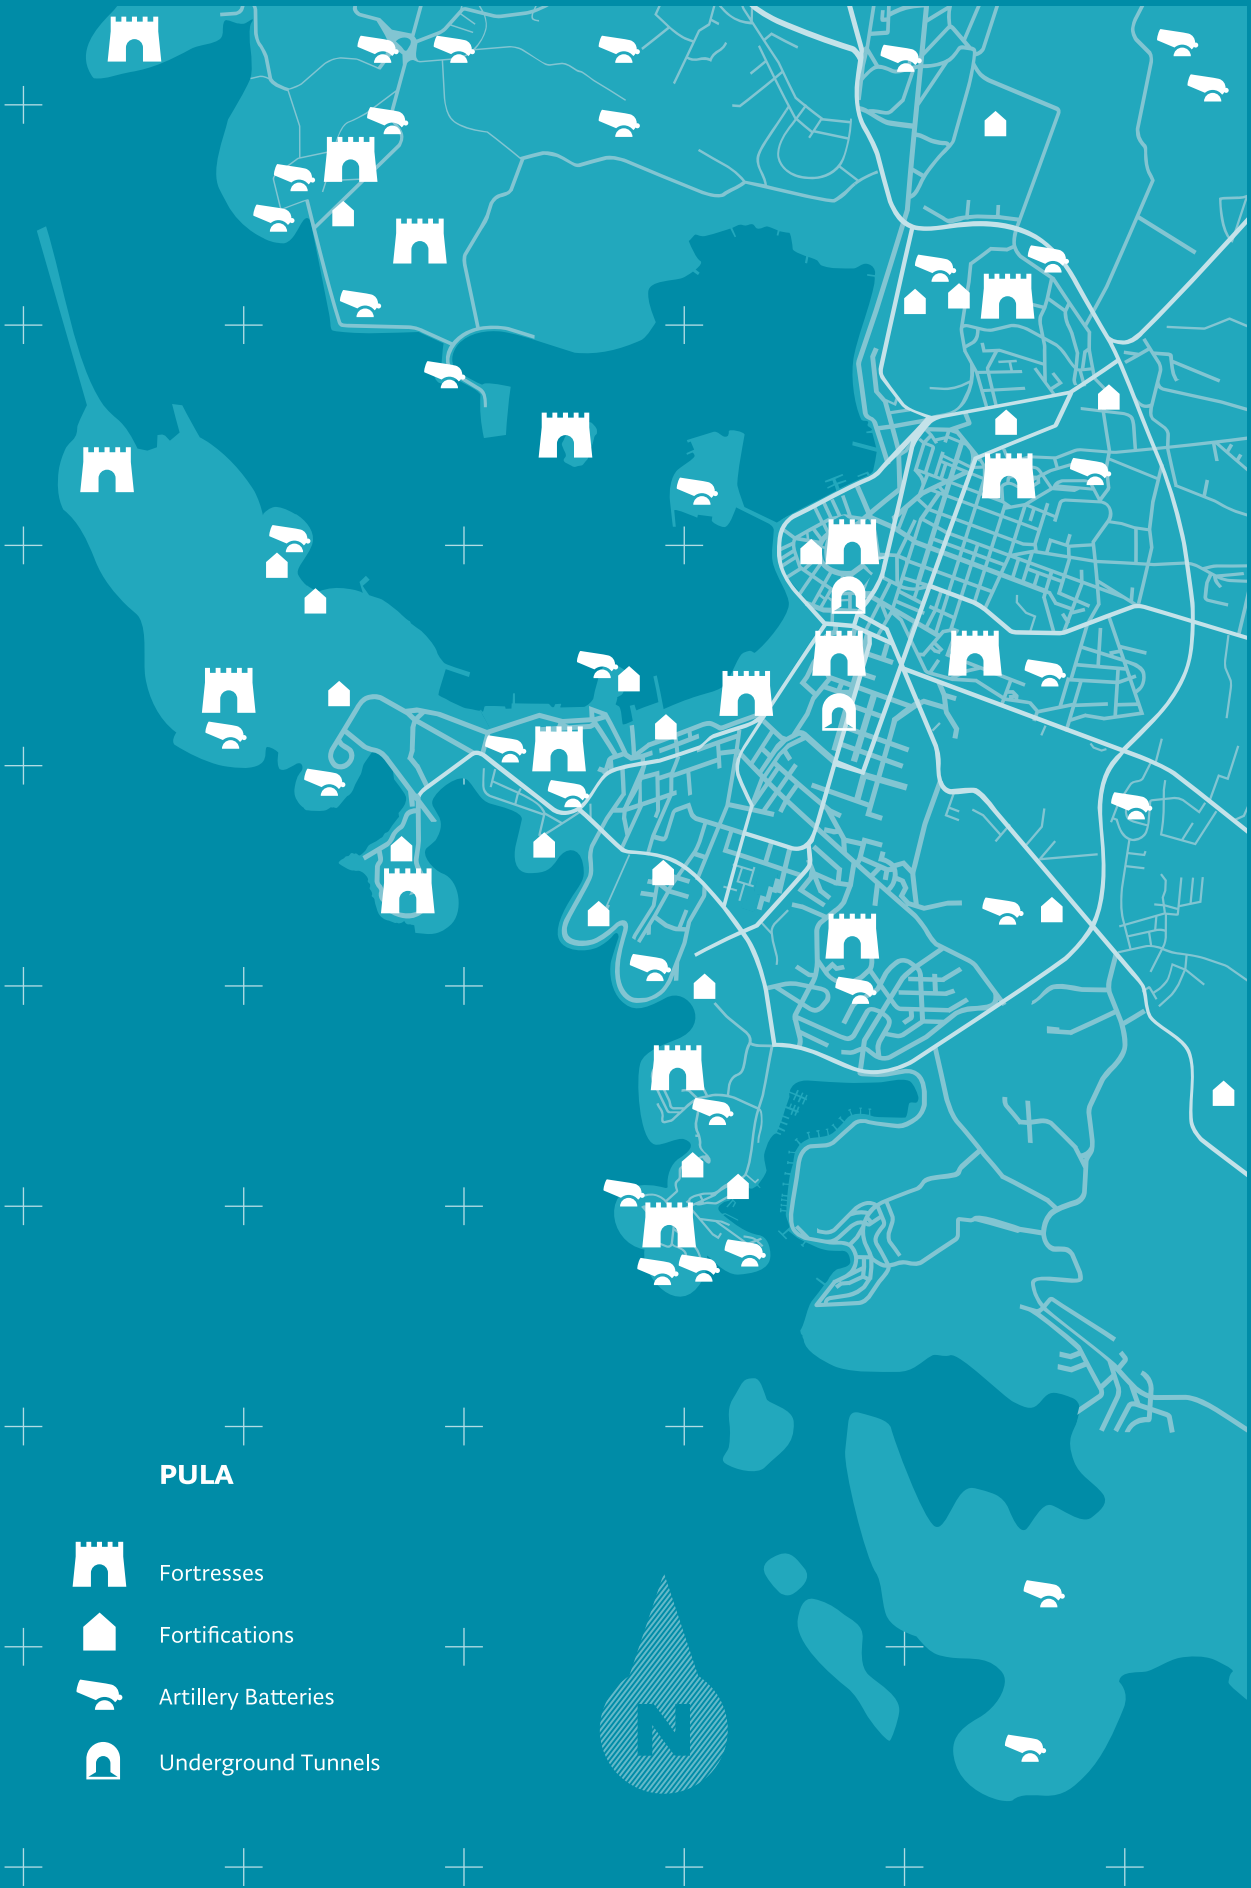 PULA
Fortresses
Fortifications
Artillery Batteries
Underground Tunnels
N